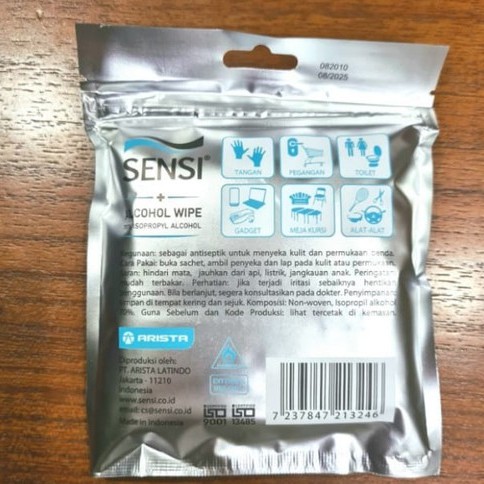 082010
08/2025
SENSI®
+
ALCOHOL WIPE
ISOPROPYL ALCOHOL
TANGAN
PEGANGAN
TOILET
GADGET
MEJA KURSI
ALAT-ALAT
egunaan: sebagai antiseptik untuk menyeka kulit dan permukaan benda.
Cara Pakai: buka sachet, ambil penyeka dan lap pada kulit atau permukaan.
Saran: hindari mata, jauhkan dari api, listrik, jangkauan anak. Peringatan:
mudah terbakar. Perhatian: jika terjadi iritasi sebaiknya hentikan
penggunaan. Bila berlanjut, segera konsultasikan pada dokter. Penyimpanan:
simpan di tempat kering dan sejuk. Komposisi: Non-woven, Isopropil alkohol
70%. Guna Sebelum dan Kode Produksi: lihat tercetak di kemasan.
ARISTA
Diproduksi oleh:
PT. ARISTA LATINDO
Jakarta - 11210
Indonesia
www.sensi.co.id
email: cs@sensi.co.id
Made in Indonesia
ISO 9001
ISO 13485
7 237847 213246